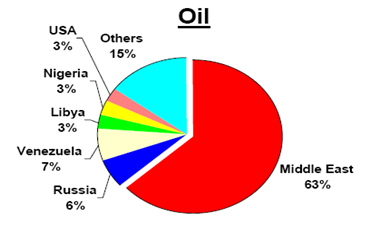 Oil
USA
3%
Others
15%
Nigeria
3%
Libya
3%
Venezuela
7%
Russia
6%
Middle East
63%